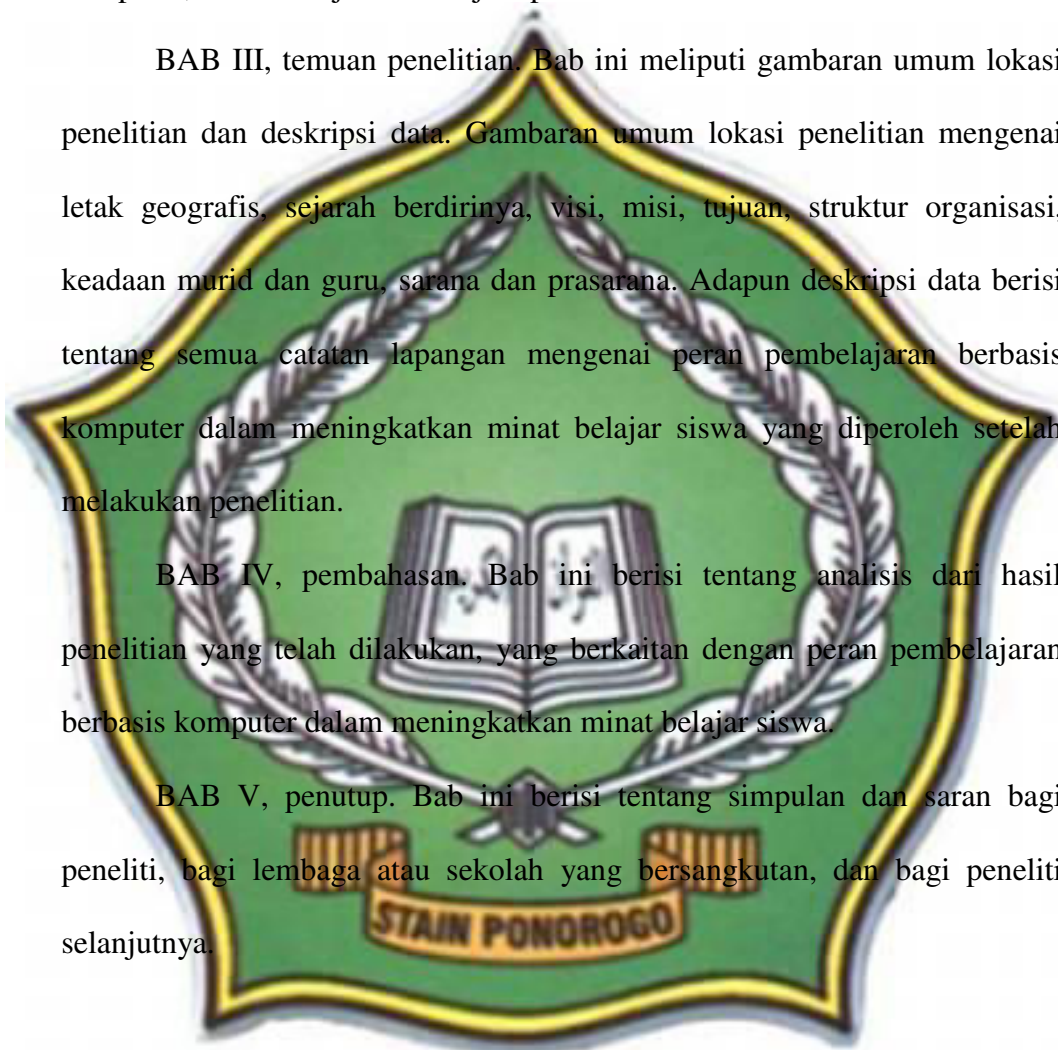 BAB III, temuan penelitian. Bab ini meliputi gambaran umum lokasi
penelitian dan deskripsi data. Gambaran umum lokasi penelitian mengenai
letak geografis, sejarah berdirinya, visi, misi, tujuan, struktur organisasi,
keadaan murid dan guru, sarana dan prasarana. Adapun deskripsi data berisi
tentang semua catatan lapangan mengenai peran pembelajaran berbasis
komputer dalam meningkatkan minat belajar siswa yang diperoleh setelah
melakukan penelitian.
BAB IV, pembahasan. Bab ini berisi tentang analisis dari hasil
penelitian yang telah dilakukan, yang berkaitan dengan peran pembelajaran
berbasis komputer dalam meningkatkan minat belajar siswa.
BAB V, penutup. Bab ini berisi tentang simpulan dan saran bagi
peneliti, bagi lembaga atau sekolah yang bersangkutan, dan bagi peneliti
selanjutnya.
STAIN PONOROGO